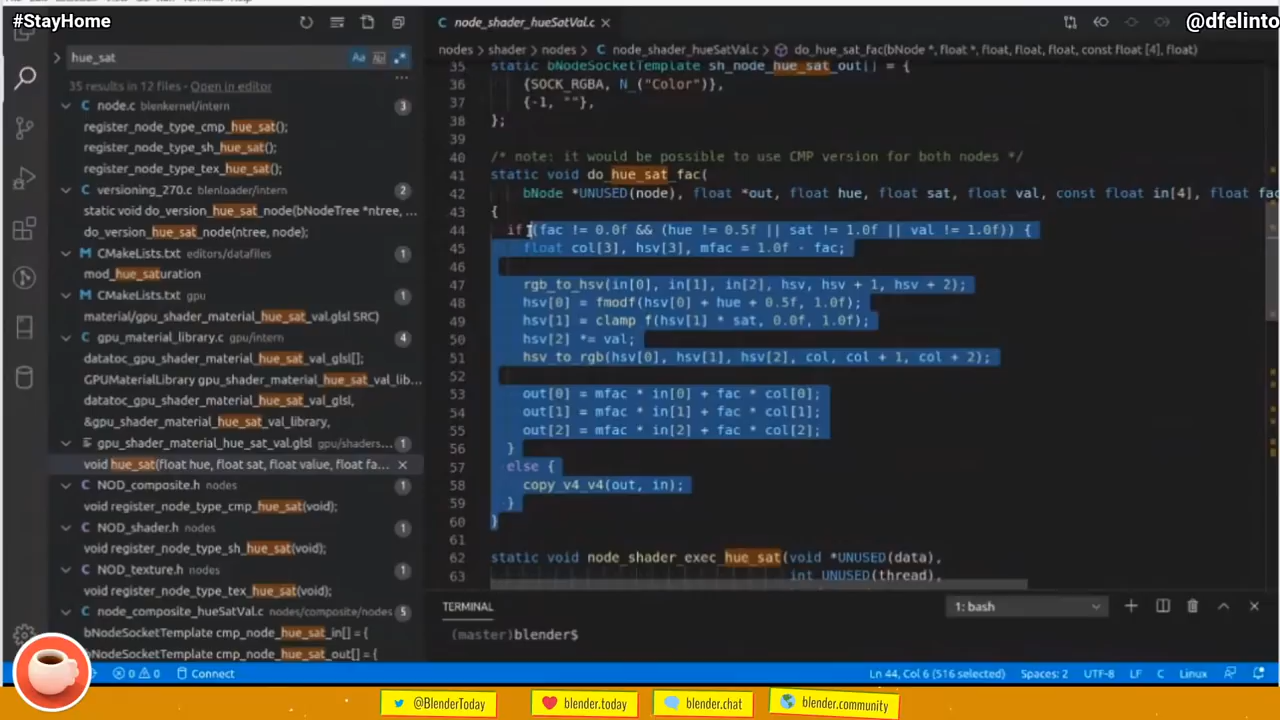 #StayHome
@dfelinto
hue_sat
Aa
35 results in 12 files - Open in editor
node.c blenkernel/intern 3
register_node_type_cmp_hue_sat();
register_node_type_sh_hue_sat();
register_node_type_tex_hue_sat();
versioning_270.c blenloader/intern 2
static void do_version_hue_sat_node(bNodeTree *ntree, ...
do_version_hue_sat_node(ntree, node);
CMakeLists.txt editors/datafiles 1
mod_hue_saturation
CMakeLists.txt gpu 1
material/gpu_shader_material_hue_sat_val.glsl SRC)
gpu_material_library.c gpu/intern 4
datatoc_gpu_shader_material_hue_sat_val_glsl[];
GPUMaterialLibrary gpu_shader_material_hue_sat_val_lib...
datatoc_gpu_shader_material_hue_sat_val_glsl,
&gpu_shader_material_hue_sat_val_library,
gpu_shader_material_hue_sat_val.glsl gpu/shaders... 1
void hue_sat(float hue, float sat, float value, float fa...
NOD_composite.h nodes 1
void register_node_type_cmp_hue_sat(void);
NOD_shader.h nodes 1
void register_node_type_sh_hue_sat(void);
NOD_texture.h nodes 1
void register_node_type_tex_hue_sat(void);
node_composite_hueSatVal.c nodes/composite/nodes 5
bNodeSocketTemplate cmp_node_hue_sat_in[] = {
bNodeSocketTemplate cmp_node_hue_sat_out[] = {
C node_shader_hueSatVal.c
nodes > shader > nodes > C node_shader_hueSatVal.c > do_hue_sat_fac(bNode *, float *, float, float, float, const float [4], float)
35 static bNodeSocketTemplate sh_node_hue_sat_out[] = {
36 {SOCK_RGBA, N_("Color")},
37 {-1, ""},
38 };
39
40 /* note: it would be possible to use CMP version for both nodes */
41 static void do_hue_sat_fac(
42 bNode *UNUSED(node), float *out, float hue, float sat, float val, const float in[4], float fac
43 {
44 if (fac != 0.0f && (hue != 0.5f || sat != 1.0f || val != 1.0f)) {
45 float col[3], hsv[3], mfac = 1.0f - fac;
46
47 rgb_to_hsv(in[0], in[1], in[2], hsv, hsv + 1, hsv + 2);
48 hsv[0] = fmodf(hsv[0] + hue + 0.5f, 1.0f);
49 hsv[1] = clamp_f(hsv[1] * sat, 0.0f, 1.0f);
50 hsv[2] *= val;
51 hsv_to_rgb(hsv[0], hsv[1], hsv[2], col, col + 1, col + 2);
52
53 out[0] = mfac * in[0] + fac * col[0];
54 out[1] = mfac * in[1] + fac * col[1];
55 out[2] = mfac * in[2] + fac * col[2];
56 }
57 else {
58 copy_v4_v4(out, in);
59 }
60 }
61
62 static void node_shader_exec_hue_sat(void *UNUSED(data),
63 int UNUSED(thread),
TERMINAL
1: bash
(master)blender$
0 0 Connect
Ln 44, Col 6 (516 selected) Spaces: 2 UTF-8 LF C Linux
@BlenderToday blender.today blender.chat blender.community